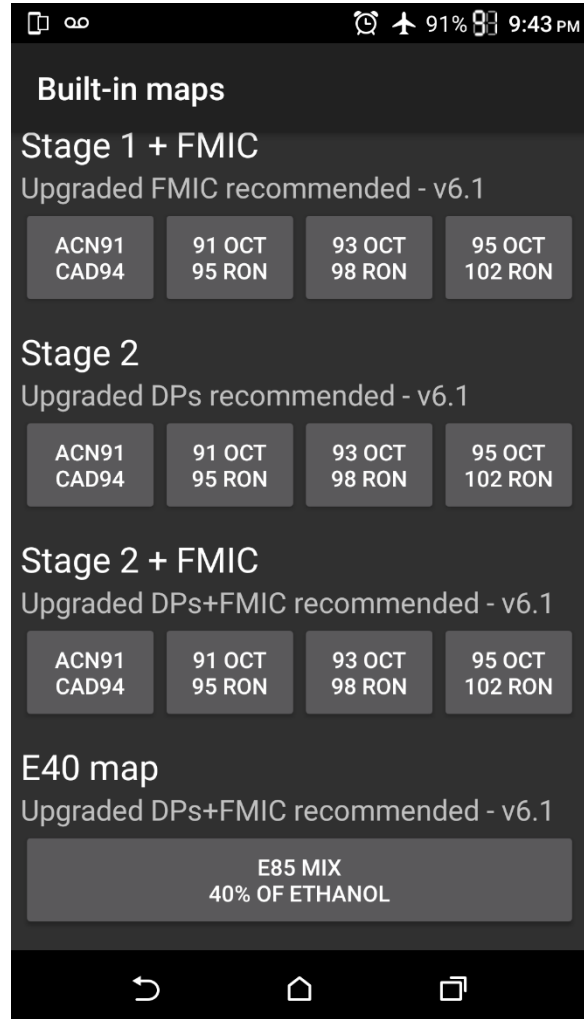 91% 9:43 PM
Built-in maps
Stage 1 + FMIC
Upgraded FMIC recommended - v6.1
ACN91 91 OCT 93 OCT 95 OCT
CAD94 95 RON 98 RON 102 RON
Stage 2
Upgraded DPs recommended - v6.1
ACN91 91 OCT 93 OCT 95 OCT
CAD94 95 RON 98 RON 102 RON
Stage 2 + FMIC
Upgraded DPs+FMIC recommended - v6.1
ACN91 91 OCT 93 OCT 95 OCT
CAD94 95 RON 98 RON 102 RON
E40 map
Upgraded DPs+FMIC recommended - v6.1
E85 MIX
40% OF ETHANOL